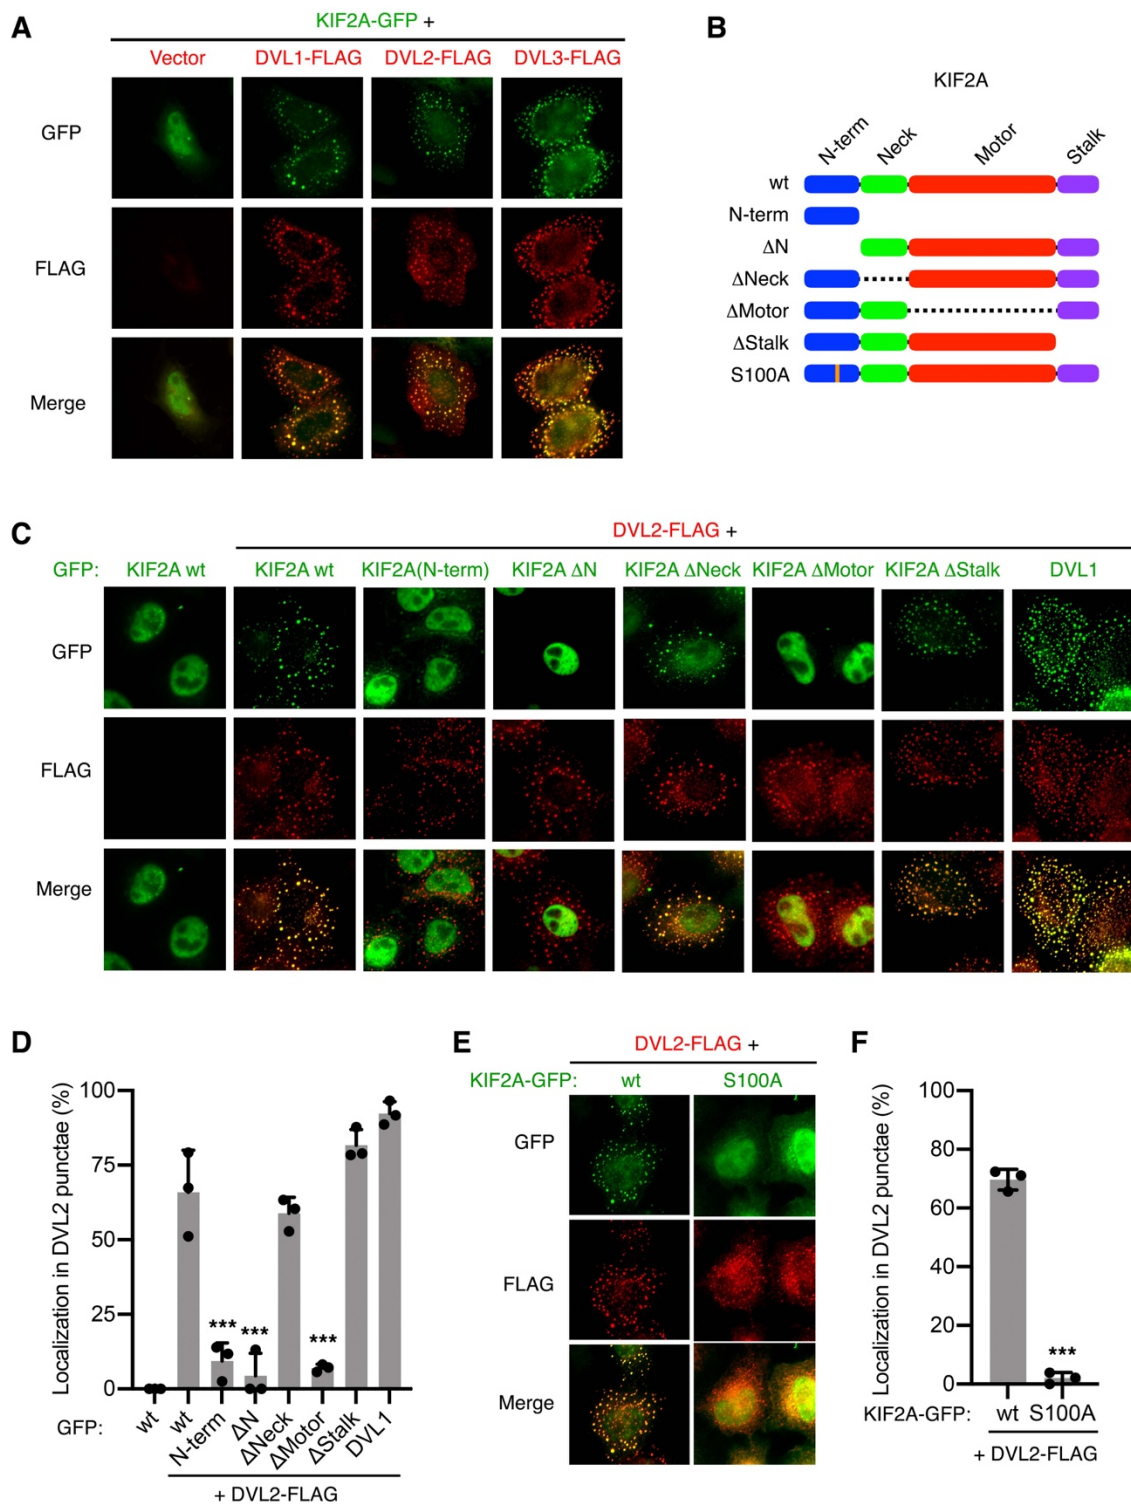 A
KIF2A-GFP +
Vector DVL1-FLAG DVL2-FLAG DVL3-FLAG
GFP
FLAG
Merge
B
KIF2A
N-term Neck Motor Stalk
wt
N-term
ΔN
ΔNeck
ΔMotor
ΔStalk
S100A
C
DVL2-FLAG +
GFP: KIF2A wt KIF2A wt KIF2A(N-term) KIF2A ΔN KIF2A ΔNeck KIF2A ΔMotor KIF2A ΔStalk DVL1
GFP
FLAG
Merge
D
Localization in DVL2 punctae (%)
100
75
50
25
0
*** *** ***
GFP: wt wt N-term ΔN ΔNeck ΔMotor ΔStalk DVL1
+ DVL2-FLAG
E
DVL2-FLAG +
KIF2A-GFP: wt S100A
GFP
FLAG
Merge
F
Localization in DVL2 punctae (%)
100
80
60
40
20
0
***
KIF2A-GFP: wt S100A
+ DVL2-FLAG